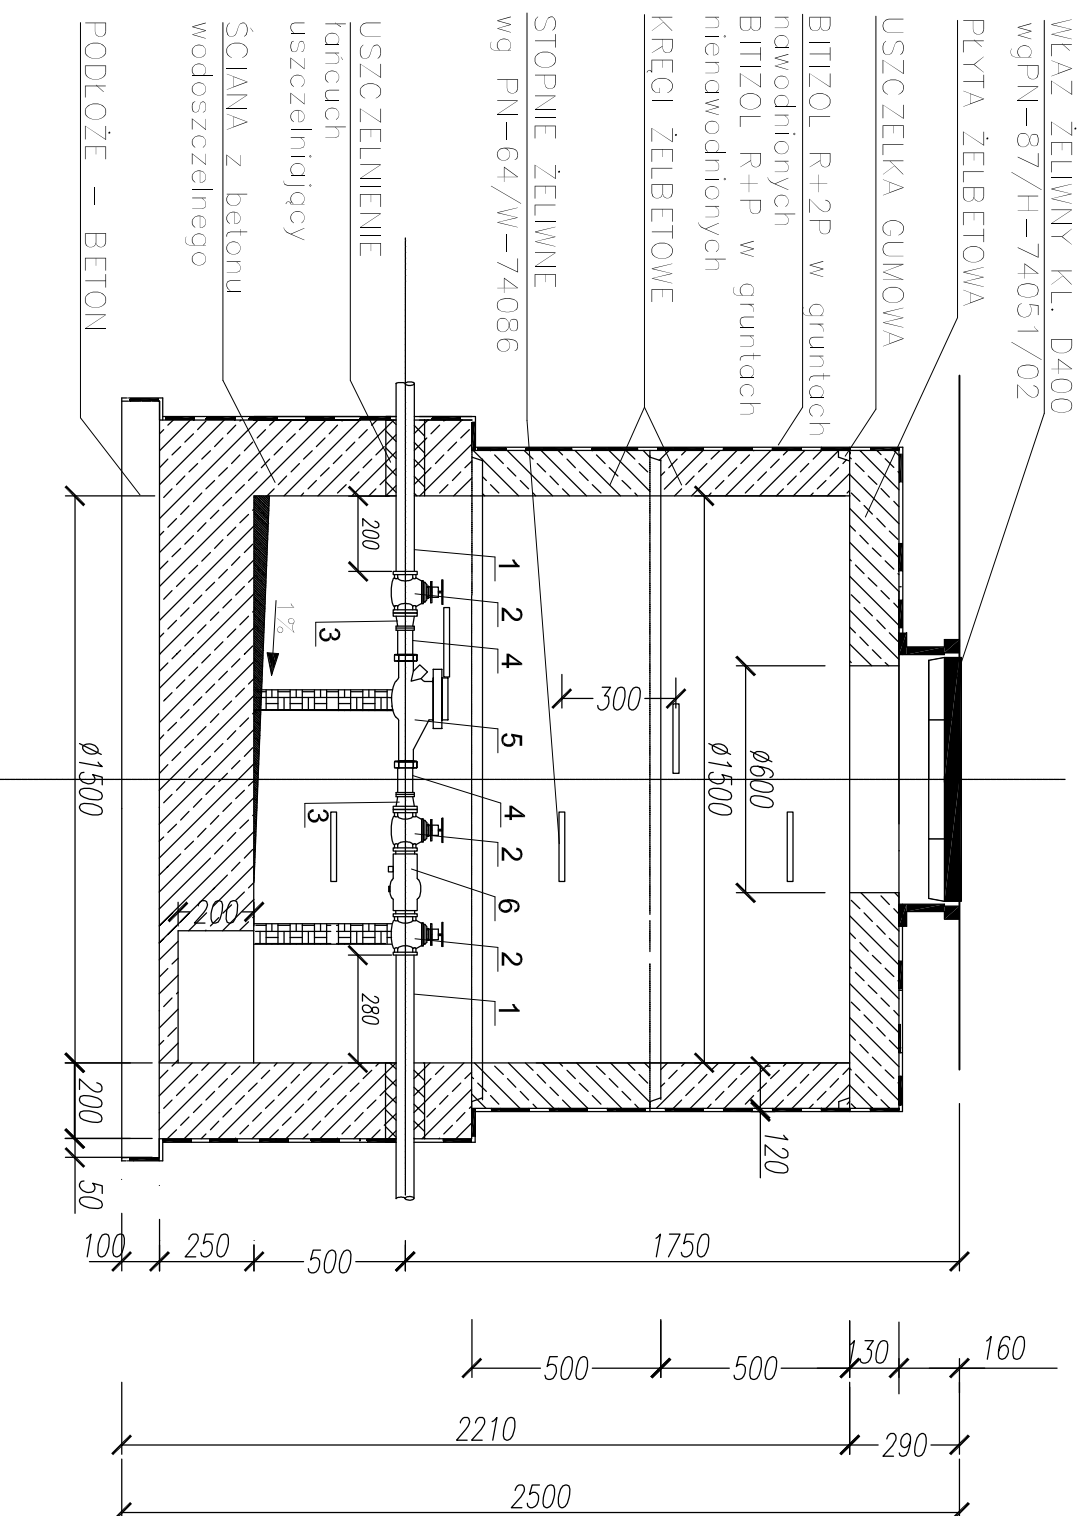 WŁAZ ŻELIWNY KL. D400
wgPN-87/H-74051/02
PŁYTA ŻELBETOWA
USZCZELKA GUMOWA
BITIZOL R+2P w gruntach
nawodnionych
BITIZOL R+P w gruntach
nienawodnionych
KRĘGI ŻELBETOWE
STOPNIE ŻELIWNE
wg PN-64/W-74086
USZCZELNIENIE
łańcuch
uszczelniający
ŚCIANA z betonu
wodoszczelnego
PODŁOŻE - BETON
1
2
3
4
5
4
3
2
6
2
1
200
1%
300
ø600
ø1500
ø1500
200
280
120
200
50
100
250
500
1750
500
500
130
160
2210
290
2500